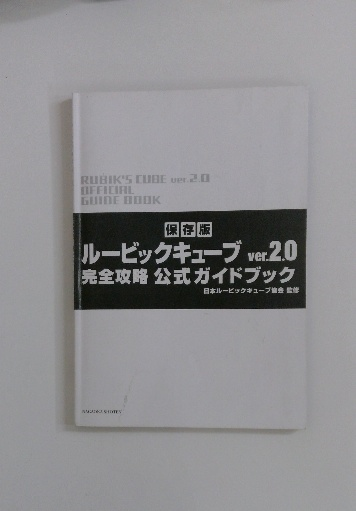 RUBIK'S CUBE ver 2.0
OFFICIAL
GUIDE BOOK
保存版
ルービックキューブ ver.2.0
完全攻略 公式ガイドブック
日本ルービックキューブ協会 監修